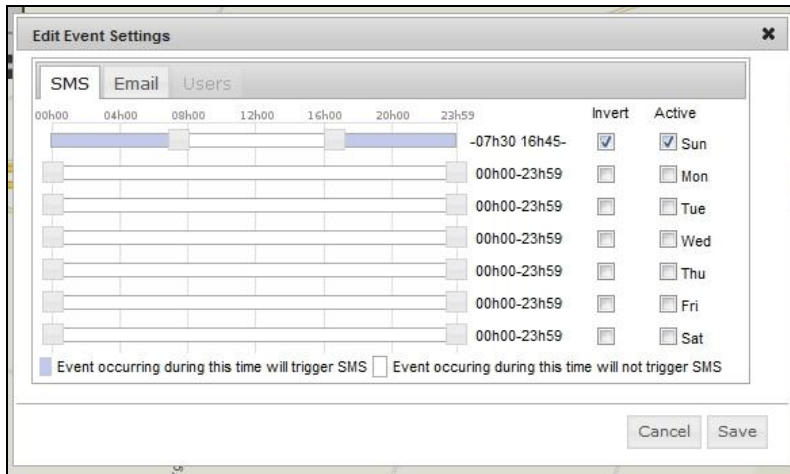 Edit Event Settings
SMS Email Users
00h00 04h00 08h00 12h00 16h00 20h00 23h59 Invert Active
-07h30 16h45- Sun
00h00-23h59 Mon
00h00-23h59 Tue
00h00-23h59 Wed
00h00-23h59 Thu
00h00-23h59 Fri
00h00-23h59 Sat
Event occurring during this time will trigger SMS Event occuring during this time will not trigger SMS
Cancel Save